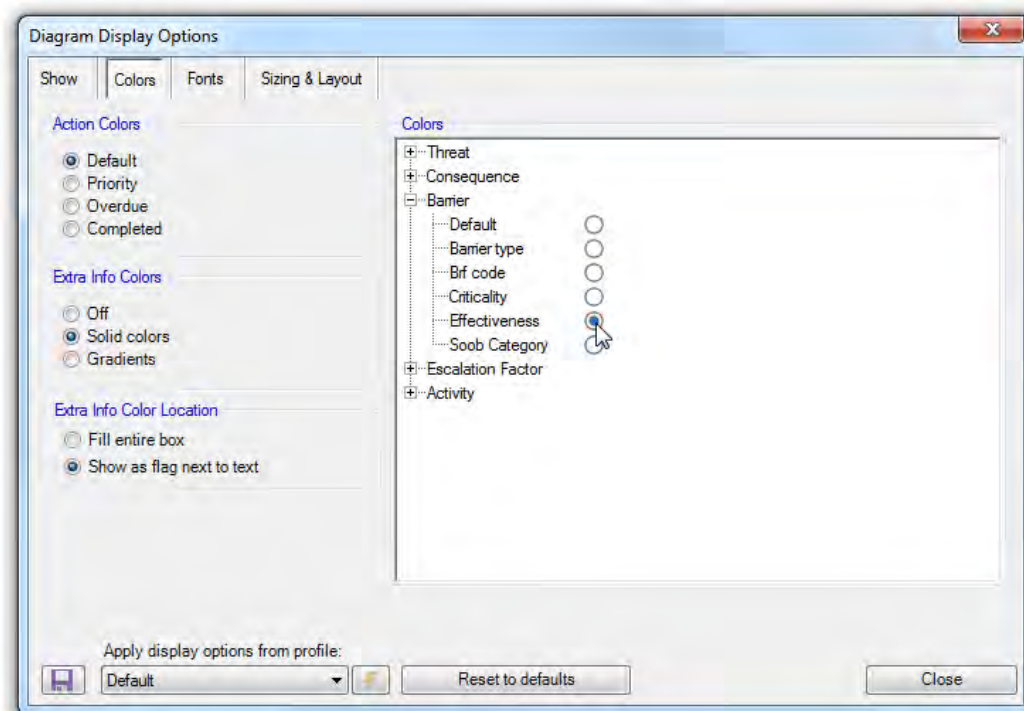 Diagram Display Options
Show Colors Fonts Sizing & Layout
Action Colors
Default
Priority
Overdue
Completed
Extra Info Colors
Off
Solid colors
Gradients
Extra Info Color Location
Fill entire box
Show as flag next to text
Colors
Threat
Consequence
Barrier
Default
Barrier type
Brf code
Criticality
Effectiveness
Soob Category
Escalation Factor
Activity
Apply display options from profile:
Default
Reset to defaults
Close